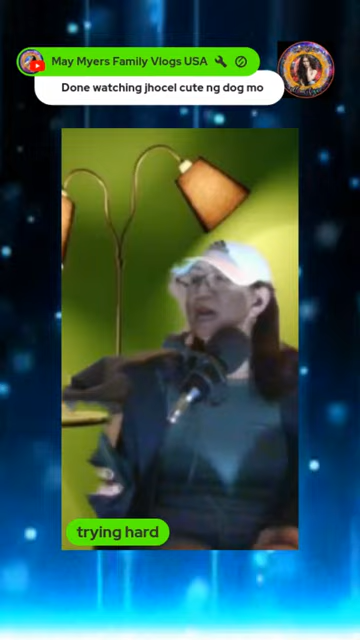 May Myers Family Vlogs USA
Done watching jhocel cute ng dog mo
trying hard